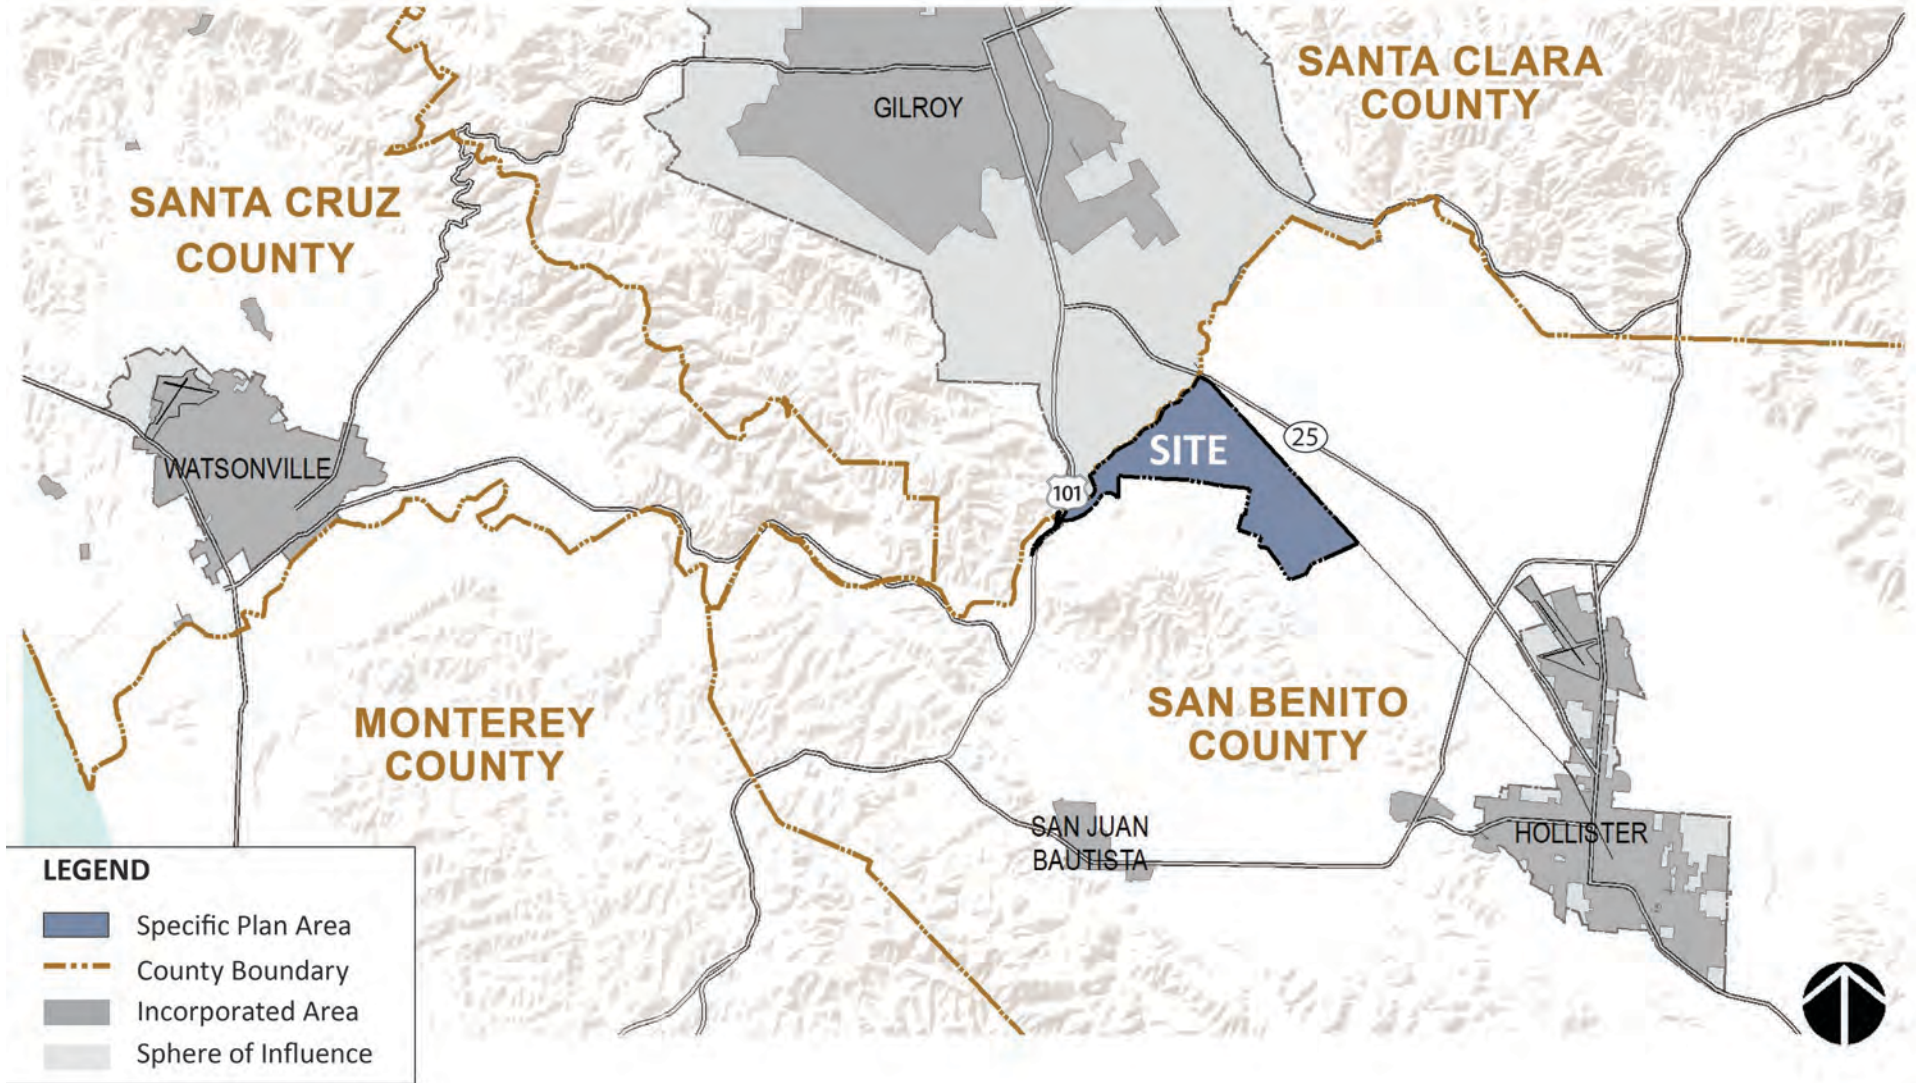 SANTA CLARA
COUNTY
GILROY
SANTA CRUZ
COUNTY
25
SITE
WATSONVILLE
101
SAN BENITO
COUNTY
MONTEREY
COUNTY
SAN JUAN
BAUTISTA
HOLLISTER
LEGEND
Specific Plan Area
County Boundary
Incorporated Area
Sphere of Influence